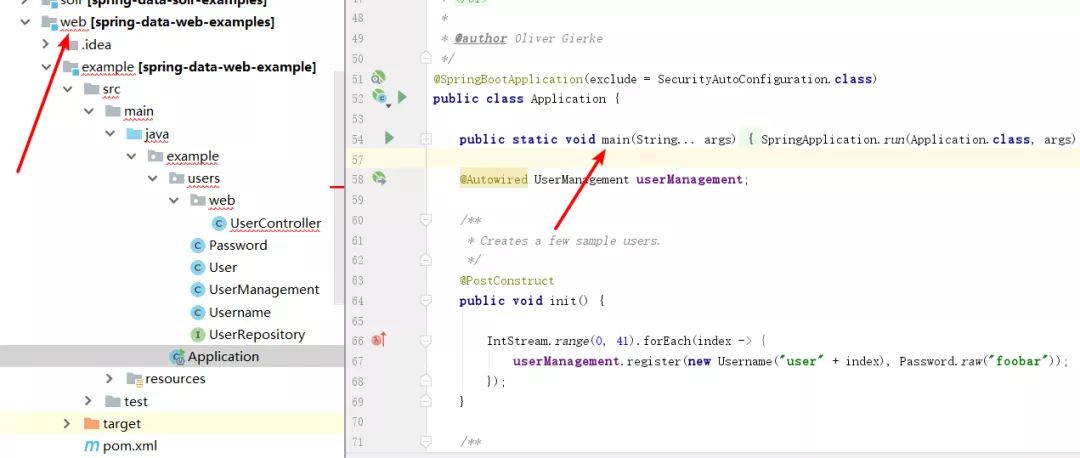 solr [spring-data-solr-examples]
web [spring-data-web-examples]
.idea
example [spring-data-web-example]
src
main
java
example
users
web
UserController
Password
User
UserManagement
Username
UserRepository
Application
resources
test
target
pom.xml
47 * </ol>
48 *
49 * @author Oliver Gierke
50 */
51 @SpringBootApplication(exclude = SecurityAutoConfiguration.class)
52 public class Application {
53
54 public static void main(String... args) { SpringApplication.run(Application.class, args)
57
58 @Autowired UserManagement userManagement;
59
60 /**
61 * Creates a few sample users.
62 */
63 @PostConstruct
64 public void init() {
65
66 IntStream.range(0, 41).forEach(index -> {
67 userManagement.register(new Username("user" + index), Password.raw("foobar"));
68 });
69 }
70
71 /**